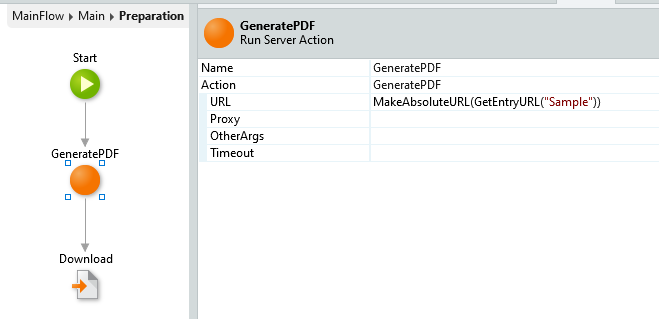 MainFlow ▸ Main ▸ Preparation
Start
GeneratePDF
Download
GeneratePDF
Run Server Action
Name GeneratePDF
Action GeneratePDF
URL MakeAbsoluteURL(GetEntryURL("Sample"))
Proxy
OtherArgs
Timeout